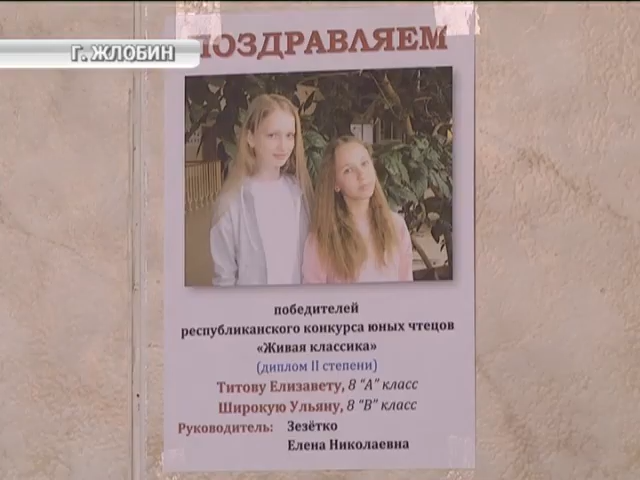 г. ЖЛОБИН
ПОЗДРАВЛЯЕМ
победителей
республиканского конкурса юных чтецов
«Живая классика»
(диплом II степени)
Титову Елизавету, 8 "А" класс
Широкую Ульяну, 8 "В" класс
Руководитель: Зезётко
Елена Николаевна